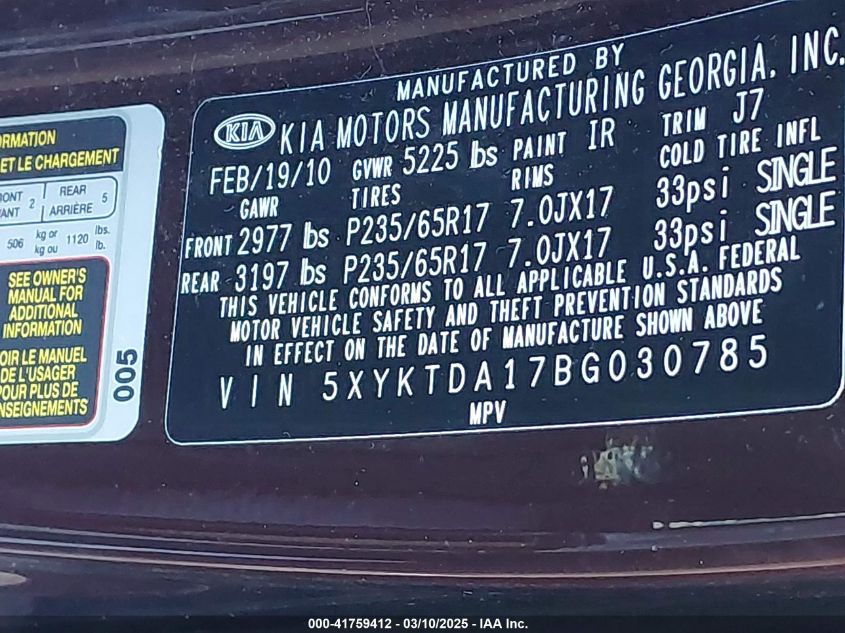 MANUFACTURED BY
KIA KIA MOTORS MANUFACTURING GEORGIA, INC.
FEB/19/10 GVWR 5225 lbs PAINT IR TRIM J7
GAWR TIRES RIMS COLD TIRE INFL
FRONT 2977 lbs P235/65R17 7.0JX17 33psi SINGLE
REAR 3197 lbs P235/65R17 7.0JX17 33psi SINGLE
THIS VEHICLE CONFORMS TO ALL APPLICABLE U.S.A. FEDERAL
MOTOR VEHICLE SAFETY AND THEFT PREVENTION STANDARDS
IN EFFECT ON THE DATE OF MANUFACTURE SHOWN ABOVE
VIN 5XYKTDA17BG030785
MPV
ORMATION
ET LE CHARGEMENT
RONT 2 REAR 5
ANT ARRIÈRE
506 kg or 1120 lbs.
kg ou lb.
SEE OWNER'S
MANUAL FOR
ADDITIONAL
INFORMATION
OIR LE MANUEL
DE L'USAGER
POUR PLUS DE
NSEIGNEMENTS
005
000-41759412 - 03/10/2025 - IAA Inc.